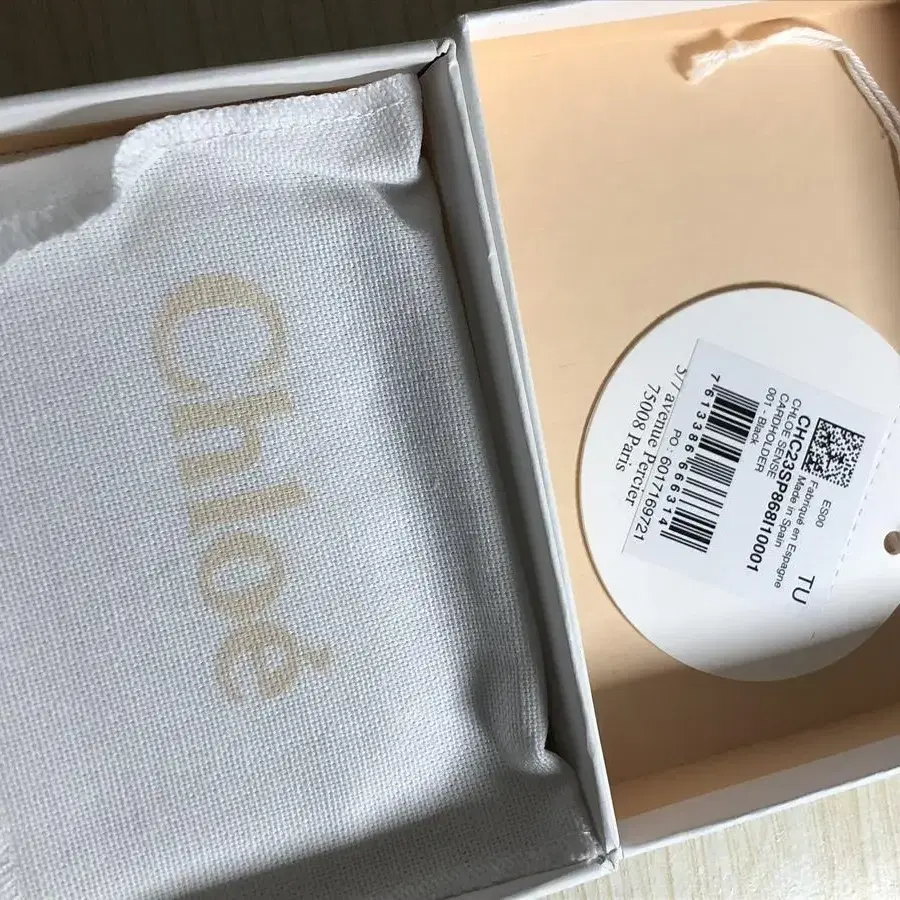 Chloé
5/7 avenue Percier
75008 Paris
ES00
TU
Fabriqué en Espagne
Made in Spain
CHC23SP868I10001
CHLOE SENSE
CARDHOLDER
001 - Black
PO : 6017169721
7 613386 666314